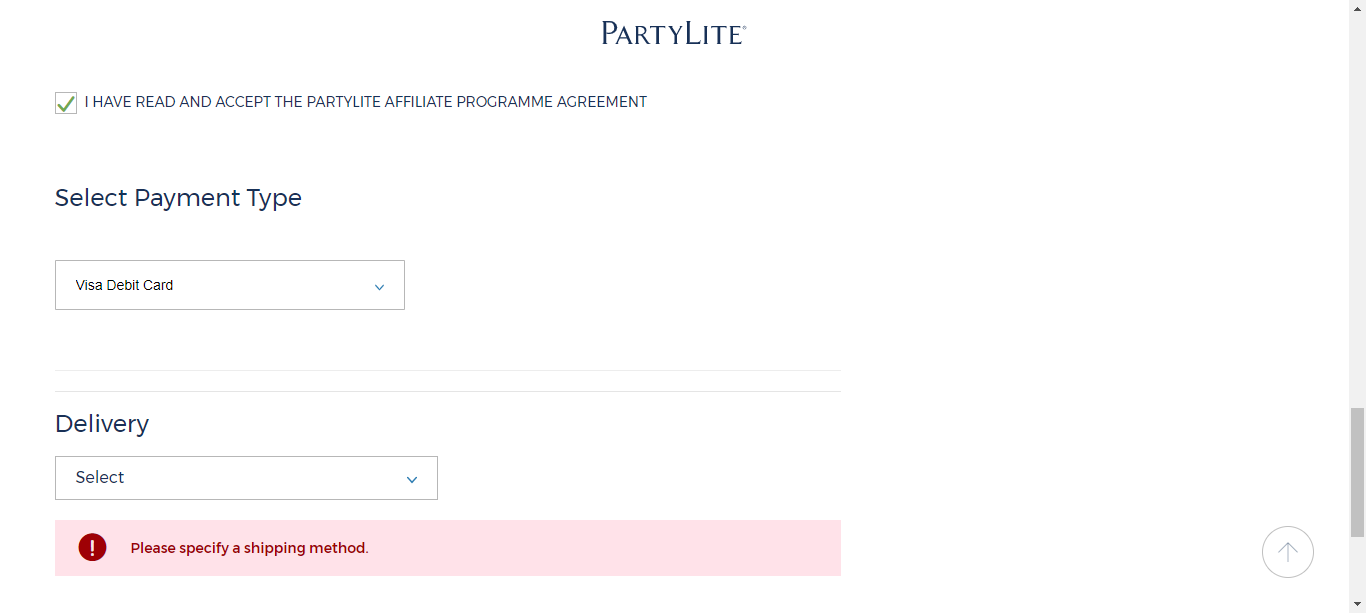 PARTYLITE®
I HAVE READ AND ACCEPT THE PARTYLITE AFFILIATE PROGRAMME AGREEMENT
Select Payment Type
Visa Debit Card
Delivery
Select
Please specify a shipping method.